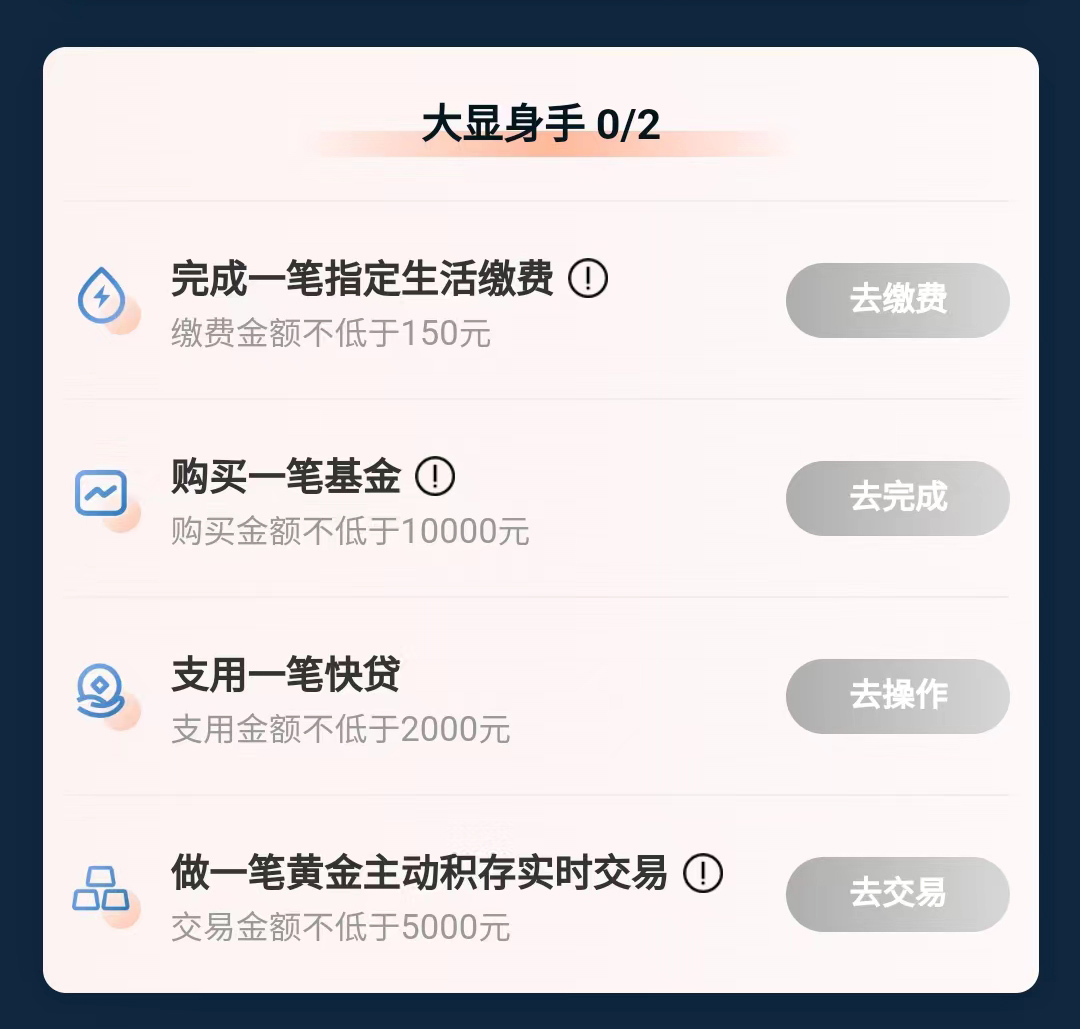 大显身手 0/2
完成一笔指定生活缴费
缴费金额不低于150元
去缴费
购买一笔基金
购买金额不低于10000元
去完成
支用一笔快贷
支用金额不低于2000元
去操作
做一笔黄金主动积存实时交易
交易金额不低于5000元
去交易